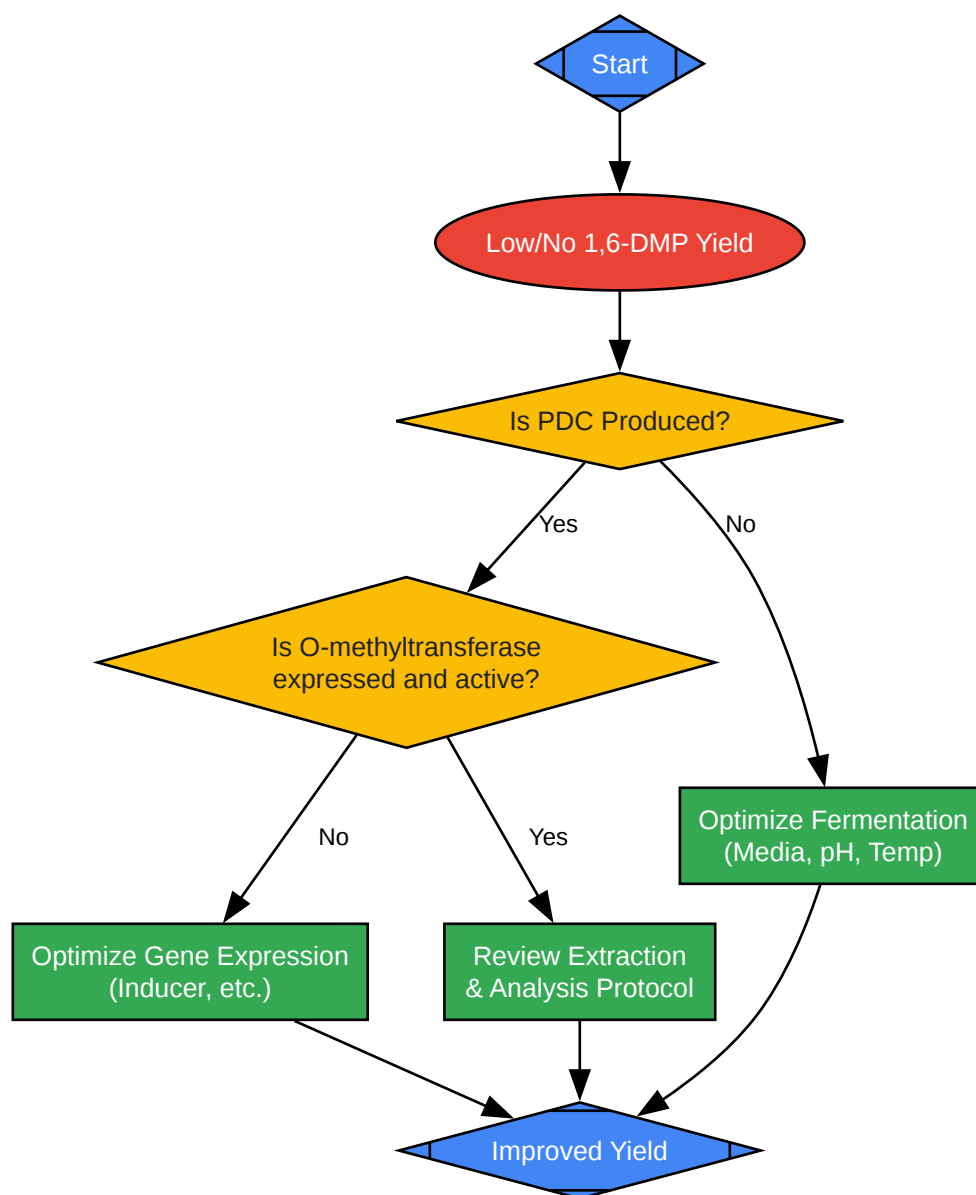 Start
Low/No 1,6-DMP Yield
Is PDC Produced?
Yes
No
Is O-methyltransferase
expressed and active?
No
Yes
Optimize Fermentation
(Media, pH, Temp)
Optimize Gene Expression
(Inducer, etc.)
Review Extraction
& Analysis Protocol
Improved Yield